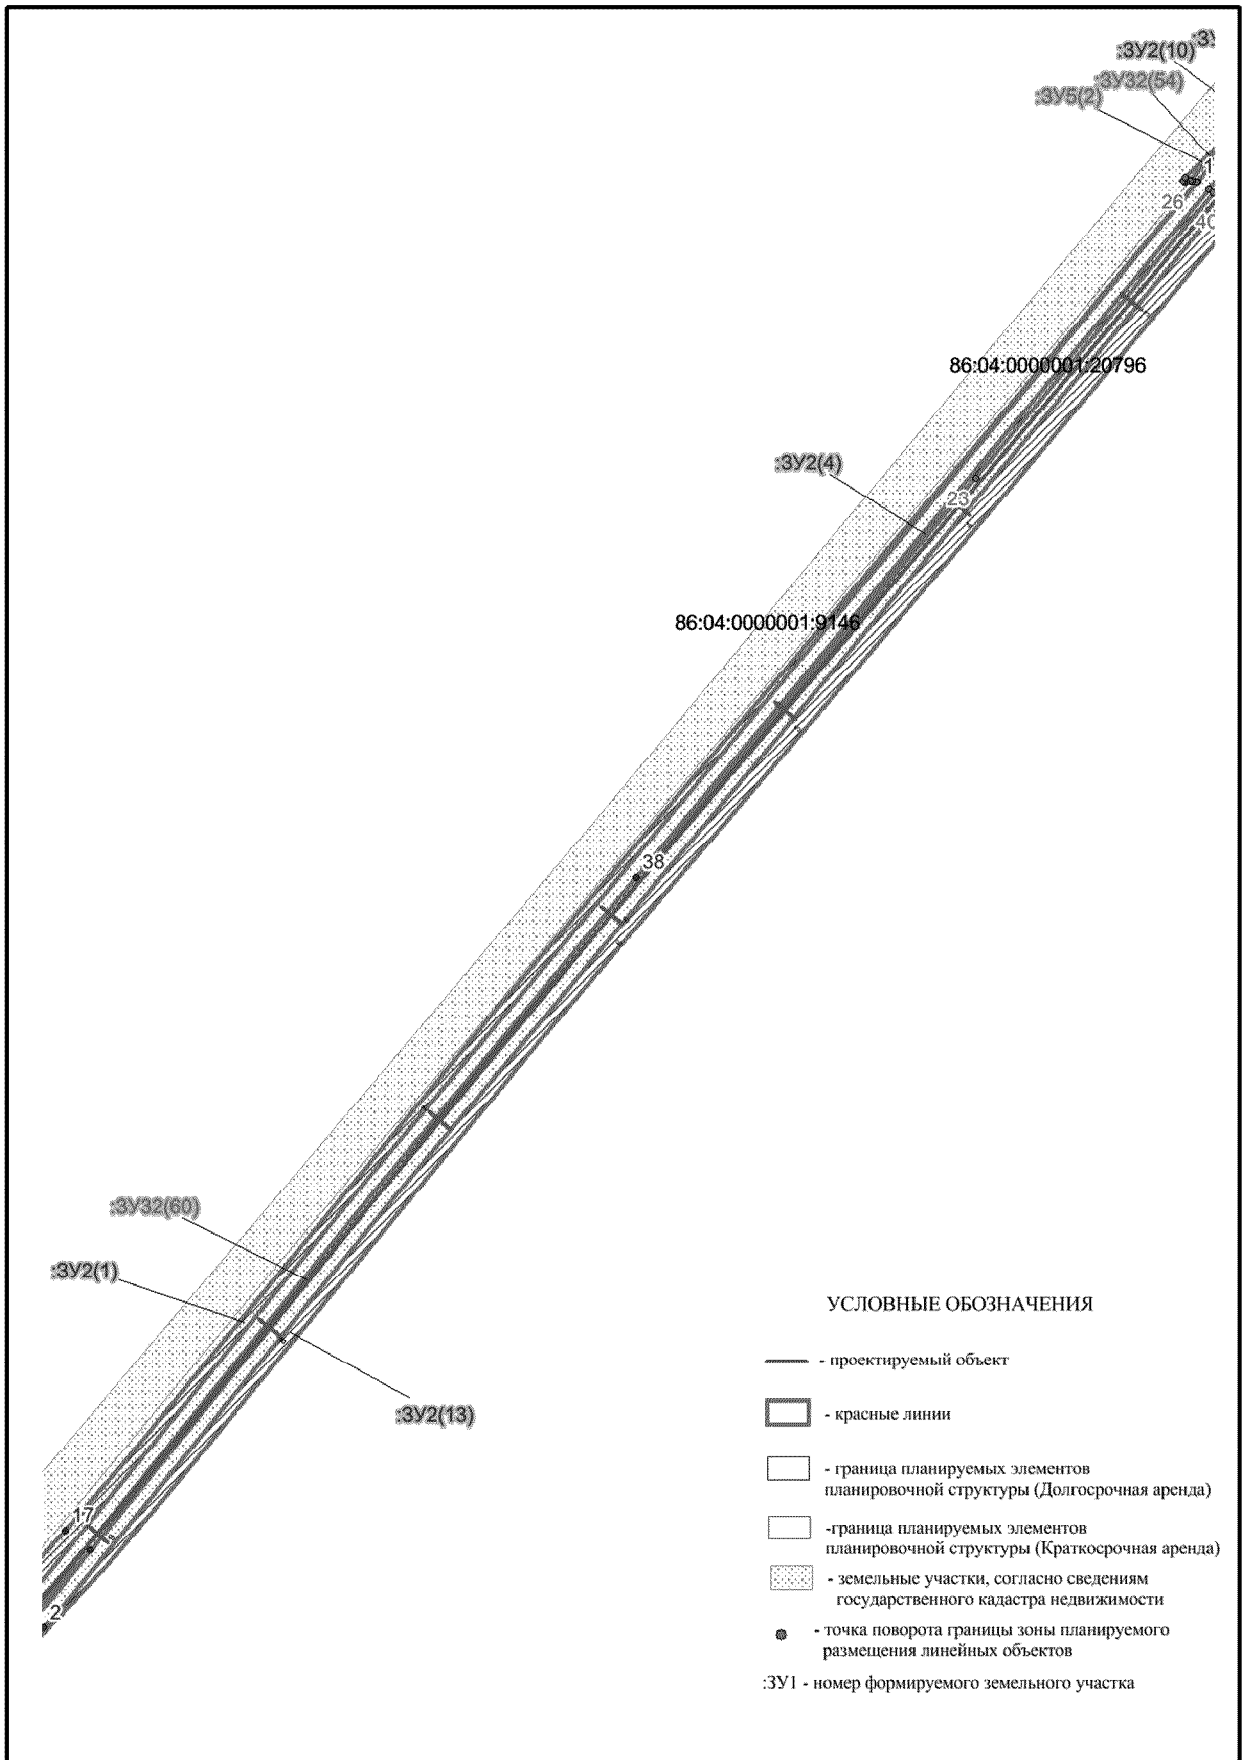 :ЗУ
:ЗУ2(10)
:ЗУ32(54)
:ЗУ5(2)
1
26
40
86:04:0000001:20796
:ЗУ2(4)
23
86:04:0000001:9146
38
:ЗУ32(60)
:ЗУ2(1)
:ЗУ2(13)
17
2
УСЛОВНЫЕ ОБОЗНАЧЕНИЯ
- проектируемый объект
- красные линии
- граница планируемых элементов
планировочной структуры (Долгосрочная аренда)
-граница планируемых элементов
планировочной структуры (Краткосрочная аренда)
- земельные участки, согласно сведениям
государственного кадастра недвижимости
- точка поворота границы зоны планируемого
размещения линейных объектов
:ЗУ1 - номер формируемого земельного участка